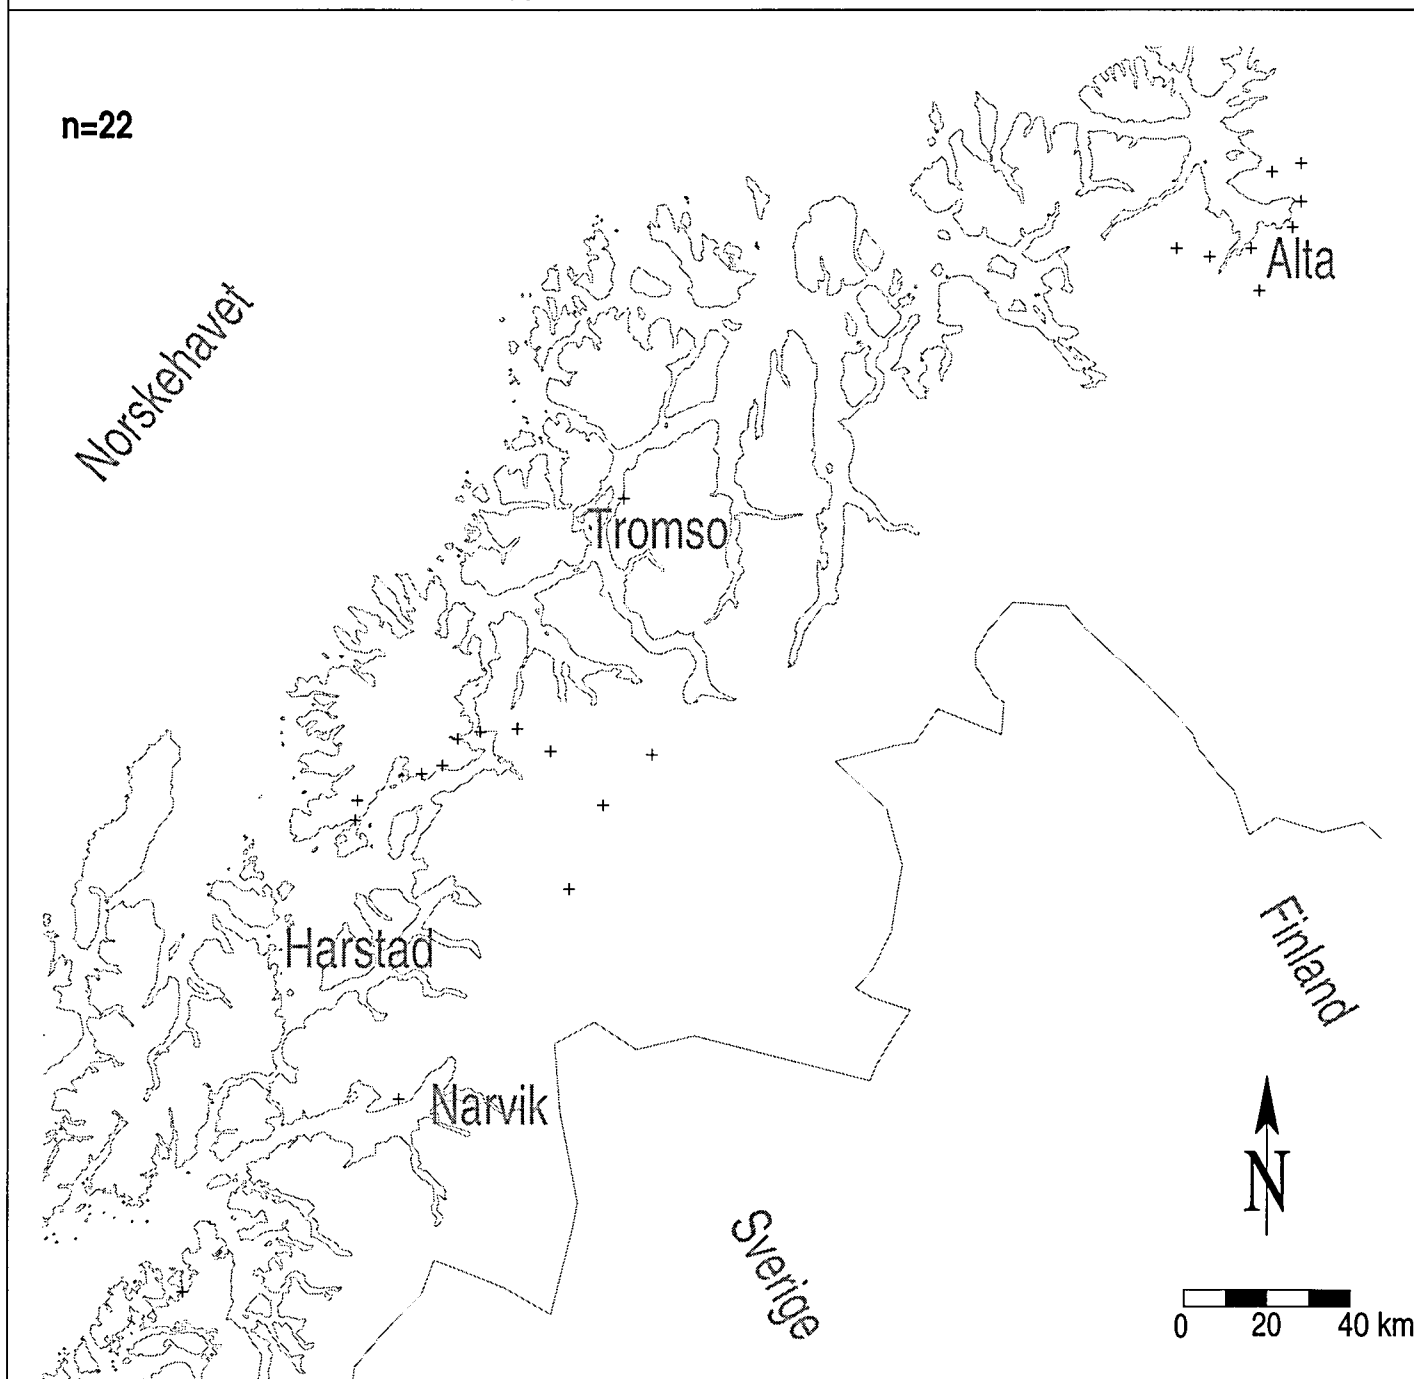 n=22
Alta
Norskehavet
Tromso
Finland
Harstad
Narvik
N
Sverige
0 20 40 km